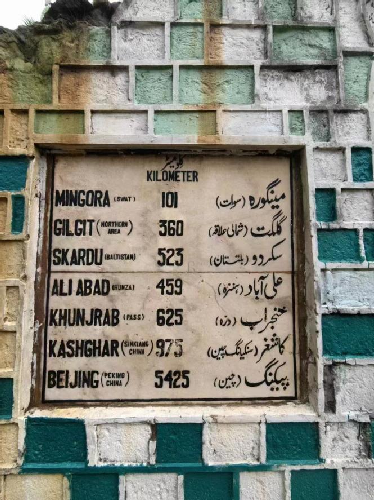 کلومیٹر
KILOMETER
MINGORA (SWAT) 101 مینگورہ (سوات)
GILGIT (NORTHERN AREA) 360 گلگت (شمالی علاقہ)
SKARDU (BALTISTAN) 523 سکردو (بلتستان)
ALI ABAD (HUNZA) 459 علی آباد (ہنزہ)
KHUNJRAB (PASS) 625 خنجراب (درہ)
KASHGHAR (SINKIANG CHINA) 975 کاشغر (سنکیانگ چین)
BEIJING (PEKING CHINA) 5425 پیکنگ (چین)